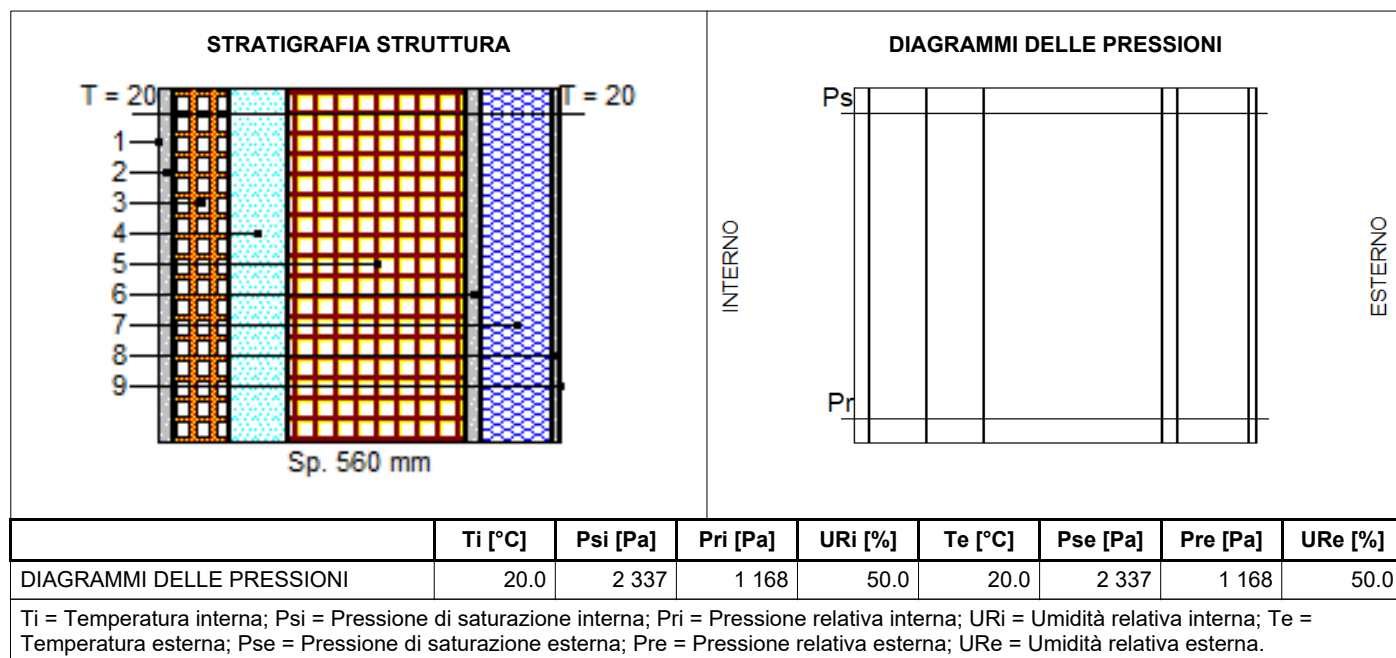 STRATIGRAFIA STRUTTURA
T = 20
T = 20
1
2
3
4
5
6
7
8
9
Sp. 560 mm
DIAGRAMMI DELLE PRESSIONI
Ps
Pr
INTERNO
ESTERNO
Ti [°C] Psi [Pa] Pri [Pa] URi [%] Te [°C] Pse [Pa] Pre [Pa] URe [%]
DIAGRAMMI DELLE PRESSIONI 20.0 2 337 1 168 50.0 20.0 2 337 1 168 50.0
Ti = Temperatura interna; Psi = Pressione di saturazione interna; Pri = Pressione relativa interna; URi = Umidità relativa interna; Te =
Temperatura esterna; Pse = Pressione di saturazione esterna; Pre = Pressione relativa esterna; URe = Umidità relativa esterna.